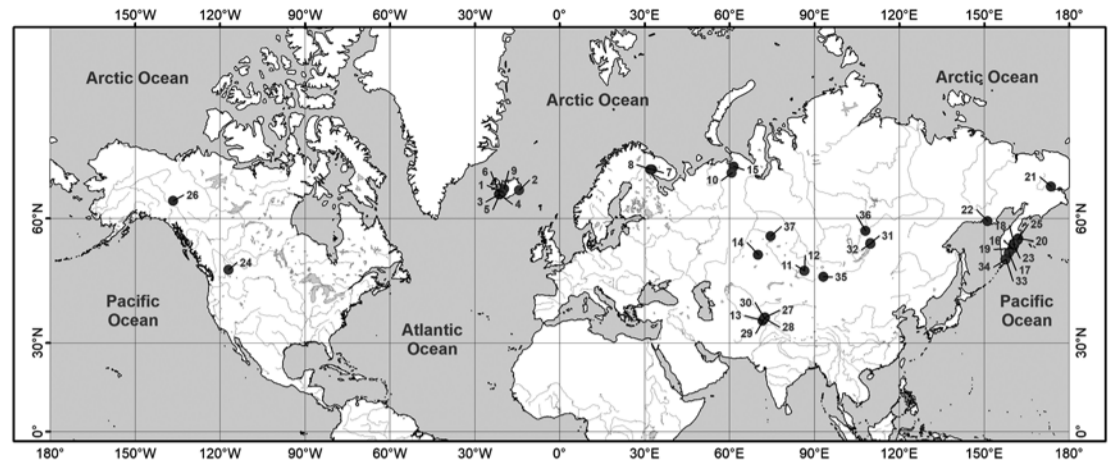 150°W 120°W 90°W 60°W 30°W 0° 30°E 60°E 90°E 120°E 150°E 180°
Arctic Ocean
Arctic Ocean
Arctic Ocean
6 9
1 2
3 4
5
8 7
10 15
21
26
60°N
22 18 25
60°N
36
37
31
32
14
12
11
16
20
19
23
34
17
33
24
35
Pacific
Ocean
Pacific
Ocean
Atlantic
Ocean
30 27
13
28
29
30°N
30°N
0°
0°
180° 150°W 120°W 90°W 60°W 30°W 0° 30°E 60°E 90°E 120°E 150°E 180°